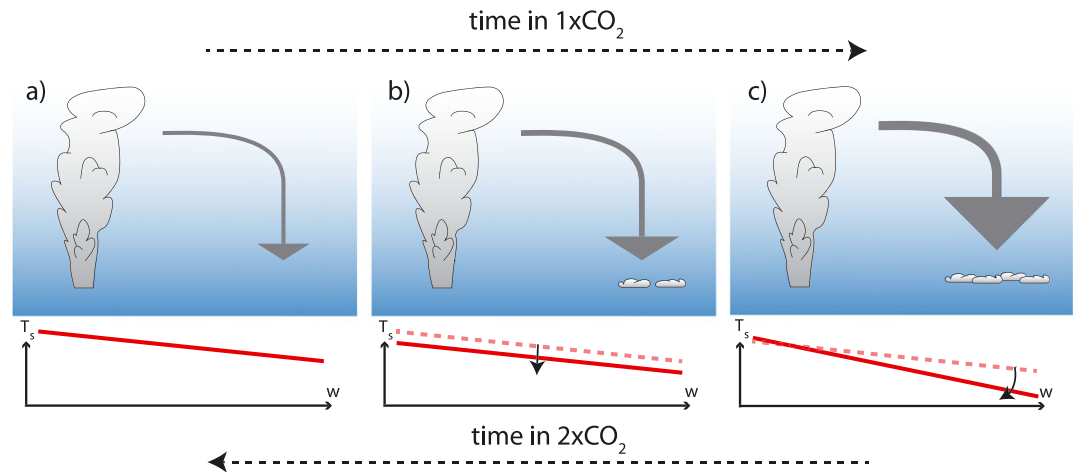 time in 1xCO₂
a)
b)
c)
Tₛ
w
Tₛ
w
Tₛ
w
time in 2xCO₂